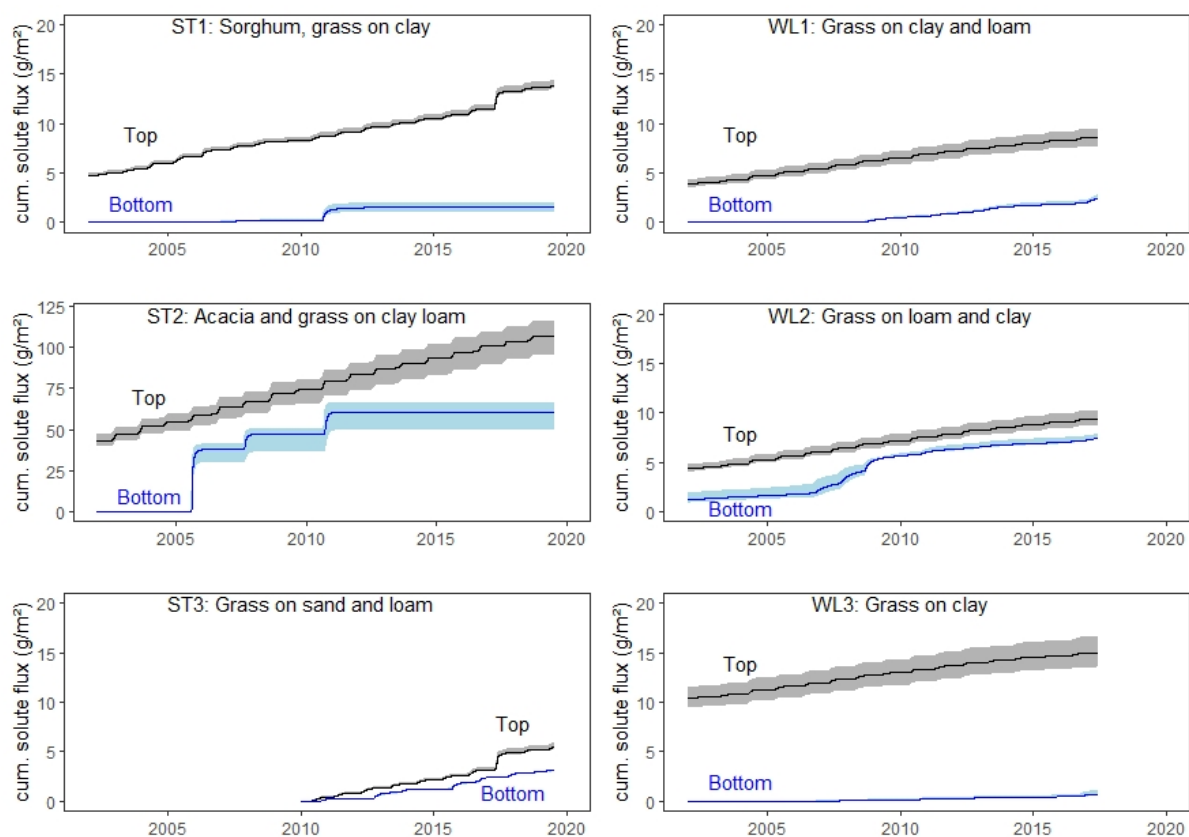 ST1: Sorghum, grass on clay
cum. solute flux (g/m²)
20
15
10
5
0
Top
Bottom
2005 2010 2015 2020
WL1: Grass on clay and loam
cum. solute flux (g/m²)
20
15
10
5
0
Top
Bottom
2005 2010 2015 2020
ST2: Acacia and grass on clay loam
cum. solute flux (g/m²)
125
100
75
50
25
0
Top
Bottom
2005 2010 2015 2020
WL2: Grass on loam and clay
cum. solute flux (g/m²)
20
15
10
5
0
Top
Bottom
2005 2010 2015 2020
ST3: Grass on sand and loam
cum. solute flux (g/m²)
20
15
10
5
0
Top
Bottom
2005 2010 2015 2020
WL3: Grass on clay
cum. solute flux (g/m²)
20
15
10
5
0
Top
Bottom
2005 2010 2015 2020